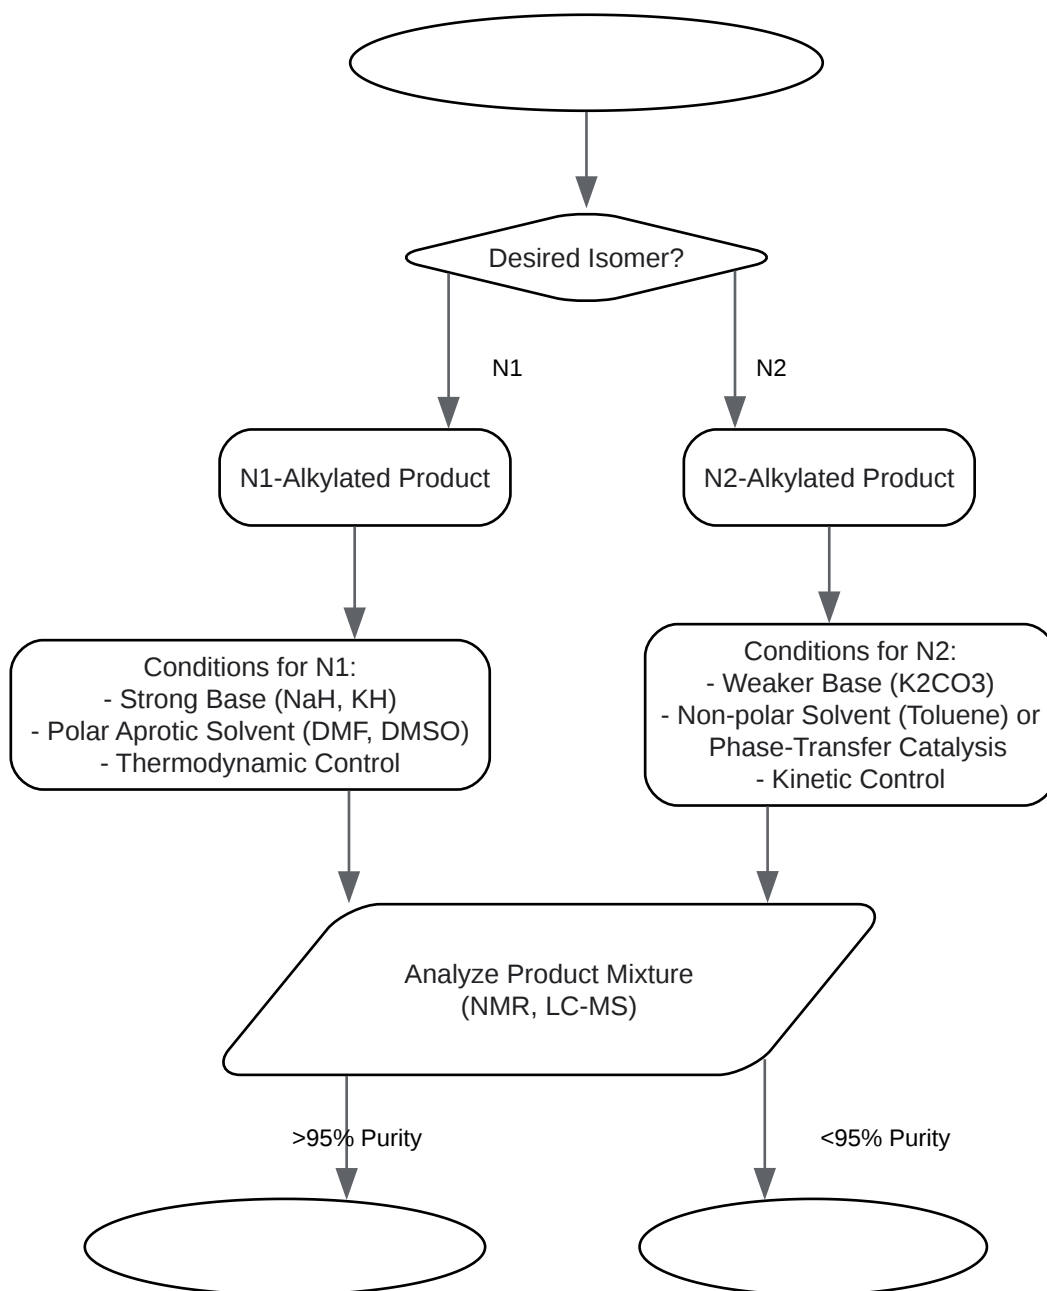 Desired Isomer?
N1
N2
N1-Alkylated Product
N2-Alkylated Product
Conditions for N1:
- Strong Base (NaH, KH)
- Polar Aprotic Solvent (DMF, DMSO)
- Thermodynamic Control
Conditions for N2:
- Weaker Base (K2CO3)
- Non-polar Solvent (Toluene) or
Phase-Transfer Catalysis
- Kinetic Control
Analyze Product Mixture
(NMR, LC-MS)
>95% Purity
<95% Purity